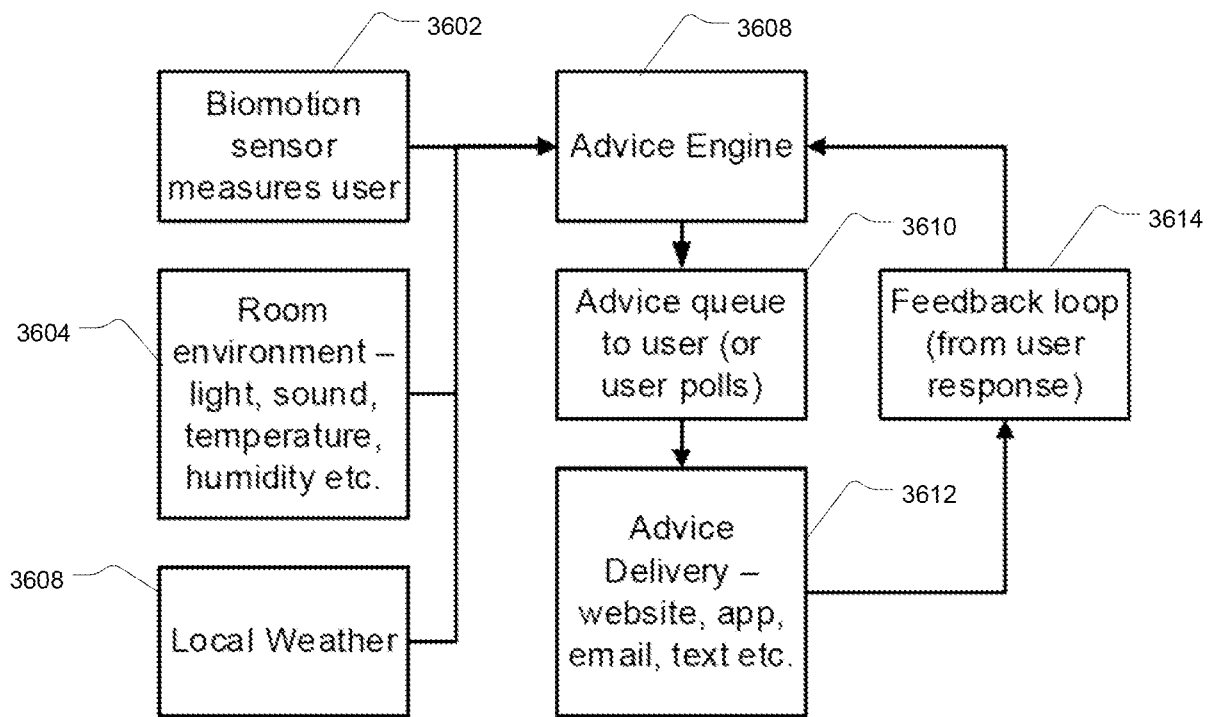 3602
Biomotion
sensor
measures user
3608
Advice Engine
3604
Room
environment –
light, sound,
temperature,
humidity etc.
3610
Advice queue
to user (or
user polls)
3614
Feedback loop
(from user
response)
3608
Local Weather
3612
Advice
Delivery –
website, app,
email, text etc.